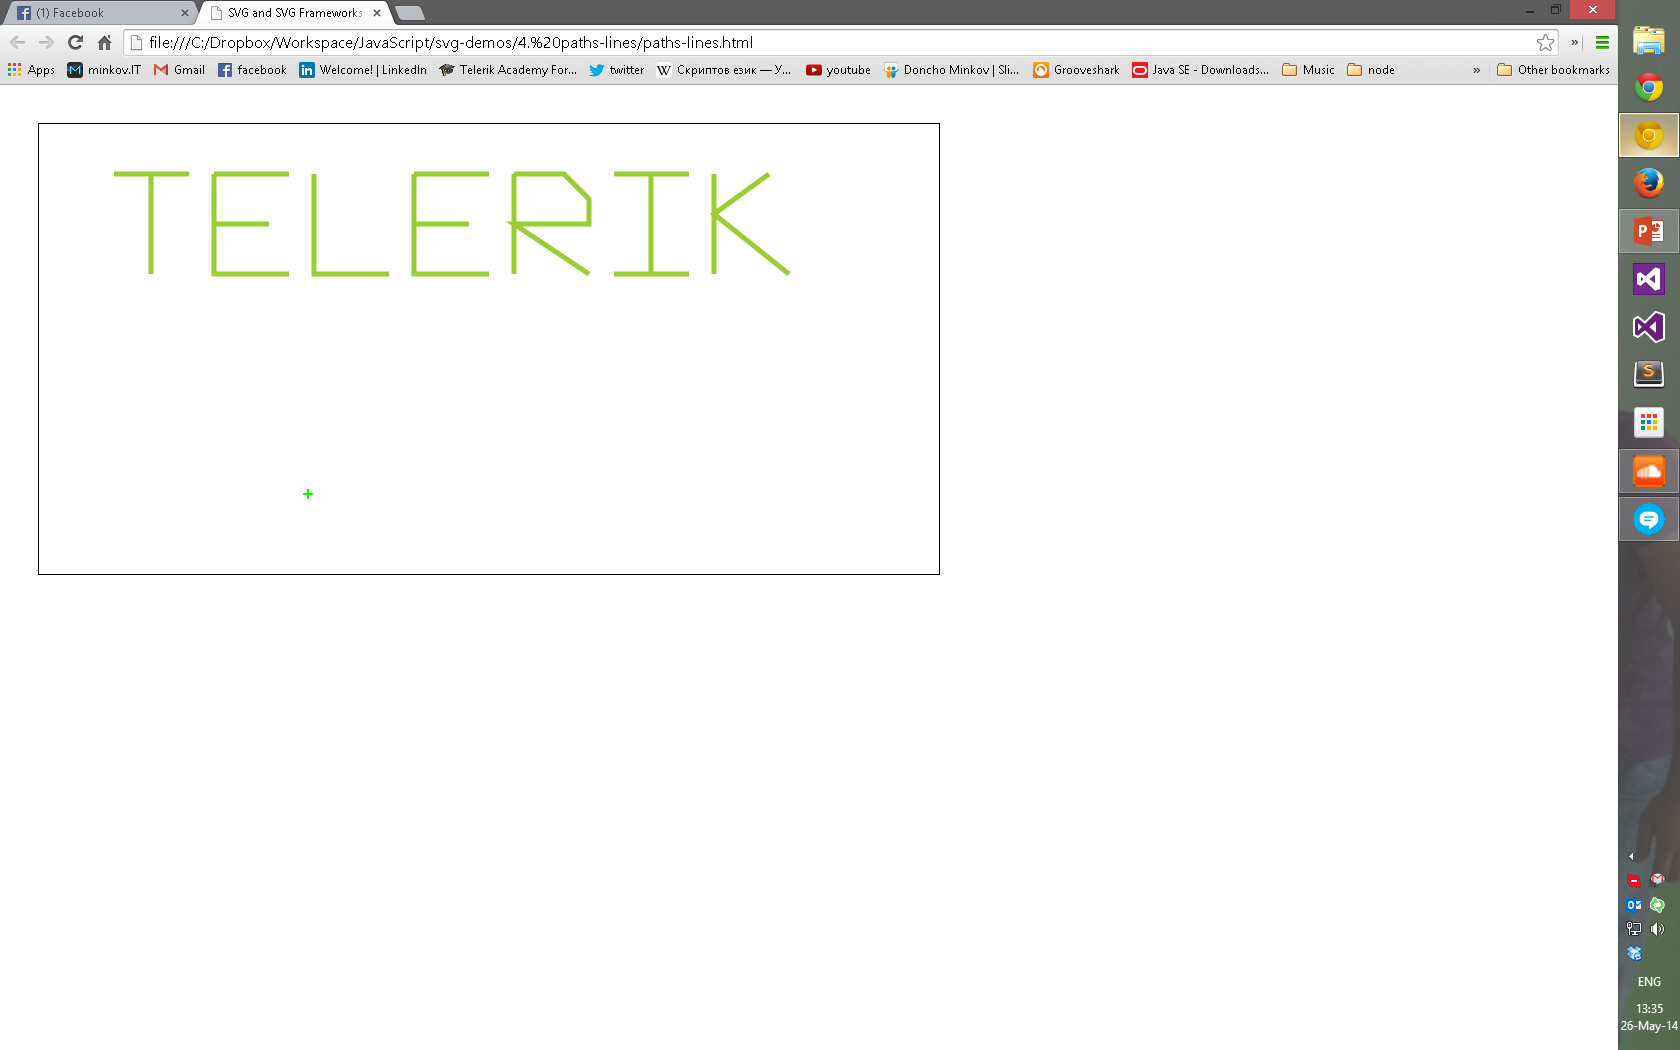 (1) Facebook
SVG and SVG Frameworks
file:///C:/Dropbox/Workspace/JavaScript/svg-demos/4.%20paths-lines/paths-lines.html
Apps minkov.IT Gmail facebook Welcome! | LinkedIn Telerik Academy For... twitter Скриптов език — У... youtube Doncho Minkov | Sli... Grooveshark Java SE - Downloads... Music node » Other bookmarks
TELERIK
ENG
13:35
26-May-14